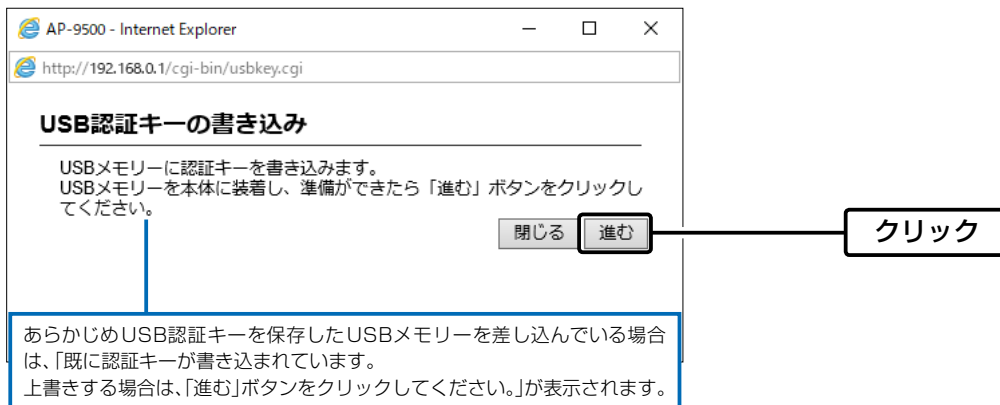 AP-9500 - Internet Explorer
http://192.168.0.1/cgi-bin/usbkey.cgi
USB認証キーの書き込み
USBメモリーに認証キーを書き込みます。
USBメモリーを本体に装着し、準備ができたら「進む」ボタンをクリックし
てください。
閉じる 進む
クリック
あらかじめUSB認証キーを保存したUSBメモリーを差し込んでいる場合
は、「既に認証キーが書き込まれています。
上書きする場合は、「進む」ボタンをクリックしてください。」が表示されます。